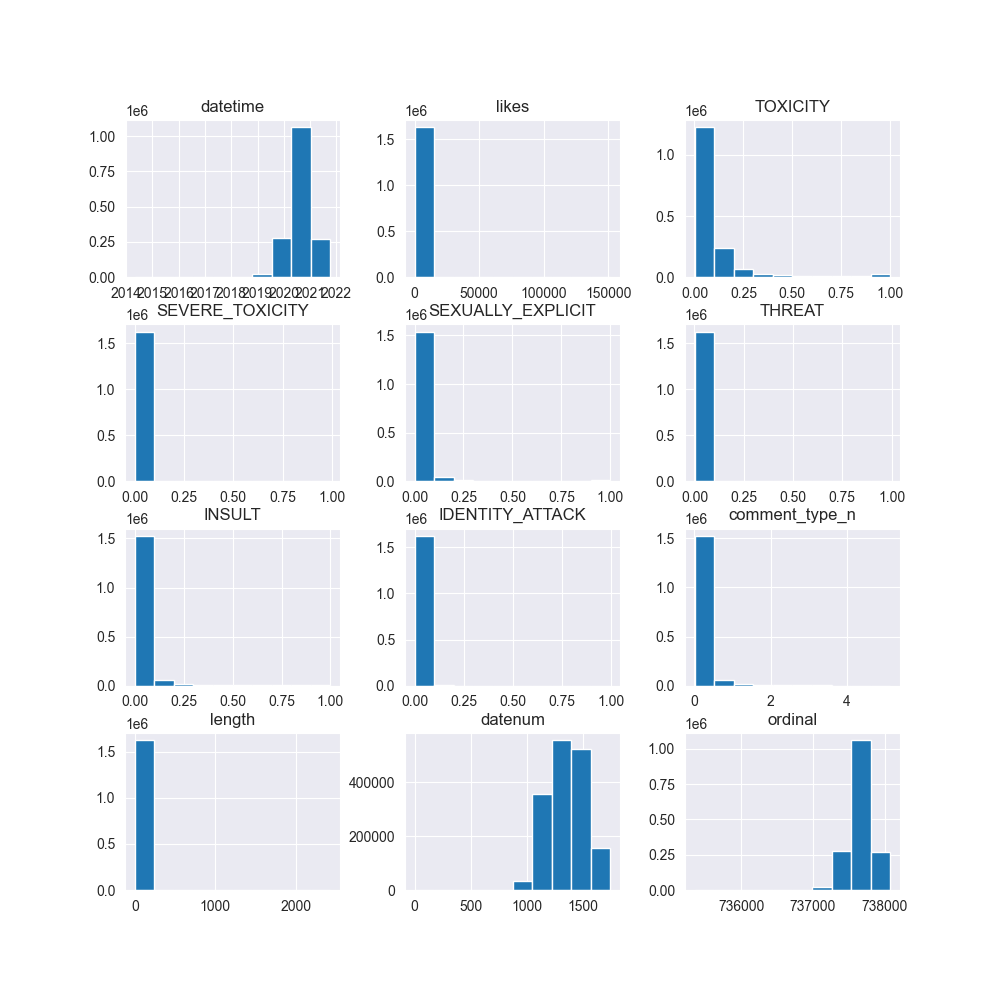 datetime likes TOXICITY
1e6 1e6 1e6
1.00 0.75 0.50 0.25 0.00
1.5 1.0 0.5 0.0
1.0 0.5 0.0
2014 2015 2016 2017 2018 2019 2020 2021 2022
0 50000 100000 150000
0.00 0.25 0.50 0.75 1.00
SEVERE_TOXICITY SEXUALLY_EXPLICIT THREAT
1e6 1e6 1e6
1.5 1.0 0.5 0.0
1.5 1.0 0.5 0.0
1.5 1.0 0.5 0.0
0.00 0.25 0.50 0.75 1.00
0.00 0.25 0.50 0.75 1.00
0.00 0.25 0.50 0.75 1.00
INSULT IDENTITY_ATTACK comment_type_n
1e6 1e6 1e6
1.5 1.0 0.5 0.0
1.5 1.0 0.5 0.0
1.5 1.0 0.5 0.0
0.00 0.25 0.50 0.75 1.00
0.00 0.25 0.50 0.75 1.00
0 2 4
length datenum ordinal
1e6 1e6
1.5 1.0 0.5 0.0
400000 200000 0
1.00 0.75 0.50 0.25 0.00
0 1000 2000
0 500 1000 1500
736000 737000 738000